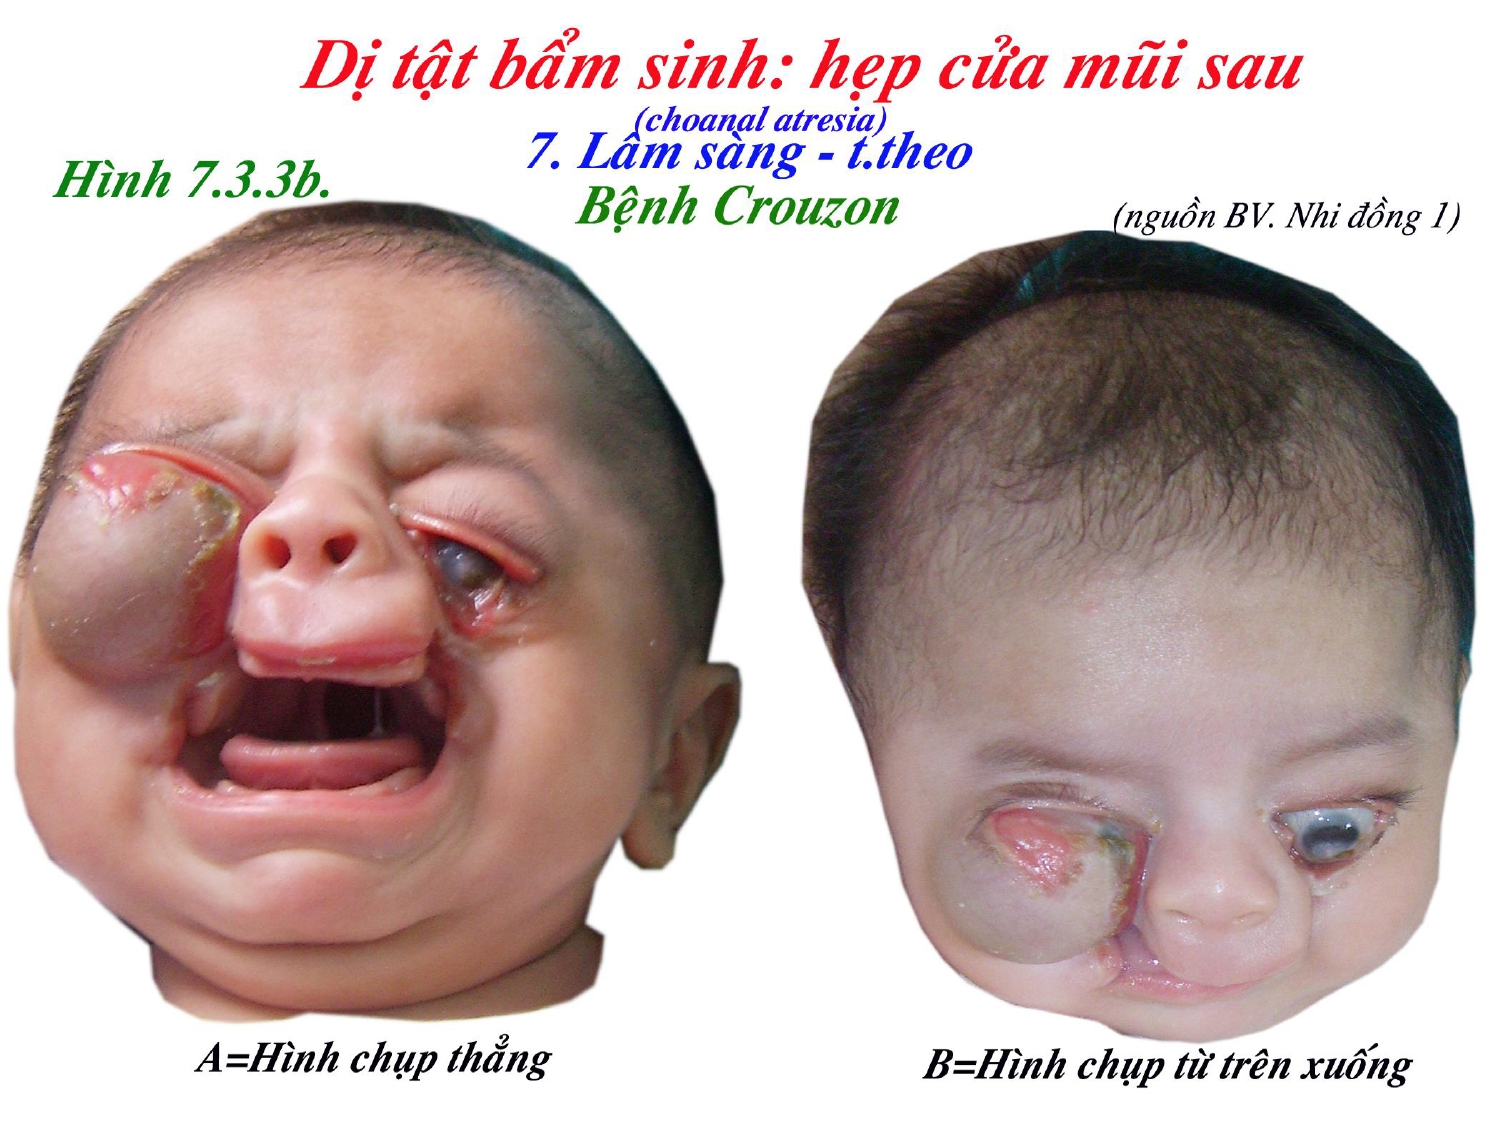 Dị tật bẩm sinh: hẹp cửa mũi sau
(choanal atresia)
7. Lâm sàng - t.theo
Hình 7.3.3b.
Bệnh Crouzon
(nguồn BV. Nhi đồng 1)
A=Hình chụp thẳng
B=Hình chụp từ trên xuống